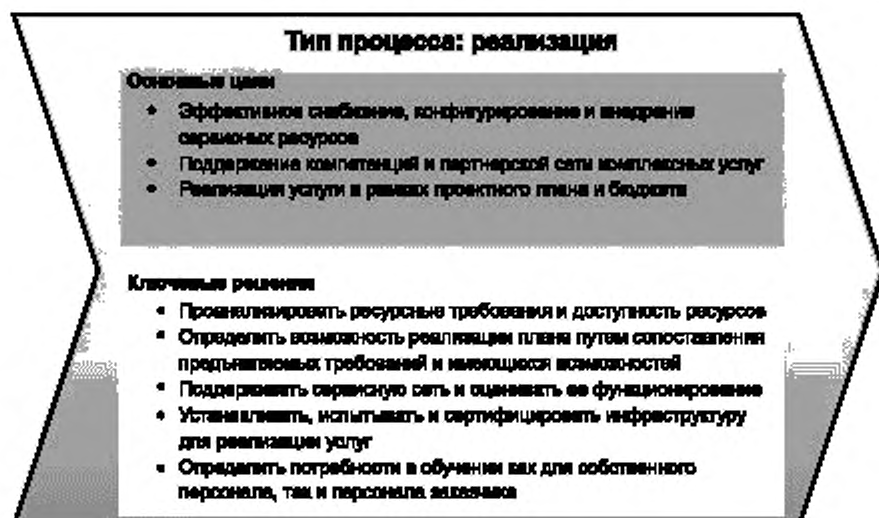 Тип процесса: реализация
Основные цели
• Эффективное снабжение, конфигурирование и внедрение
сервисных ресурсов
• Поддержание компетенций и партнерской сети комплексных услуг
• Реализация услуги в рамках проектного плана и бюджета
Ключевые решения
• Проанализировать ресурсные требования и доступность ресурсов
• Определить возможность реализации плана путем сопоставления
предъявляемых требований и имеющихся возможностей
• Поддерживать сервисную сеть и оценивать ее функционирование
• Устанавливать, испытывать и сертифицировать инфраструктуру
для реализации услуг
• Определить потребности в обучении как для собственного
персонала, так и персонала заказчика